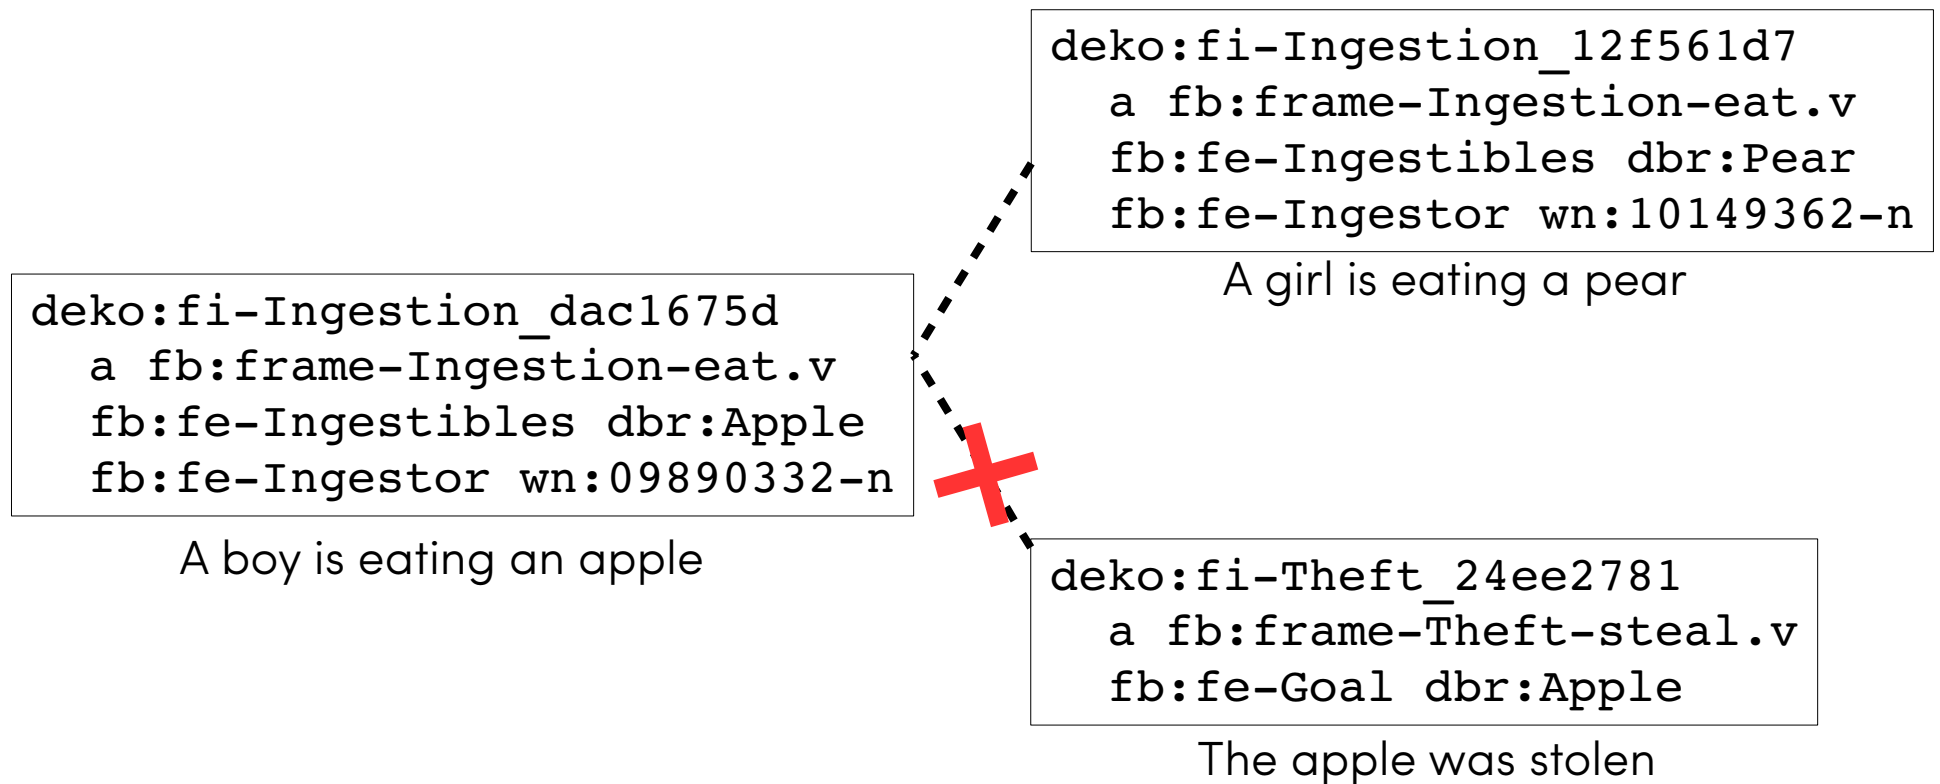 deko:fi-Ingestion_12f561d7
a fb:frame-Ingestion-eat.v
fb:fe-Ingestibles dbr:Pear
fb:fe-Ingestor wn:10149362-n
A girl is eating a pear
deko:fi-Ingestion_dac1675d
a fb:frame-Ingestion-eat.v
fb:fe-Ingestibles dbr:Apple
fb:fe-Ingestor wn:09890332-n
A boy is eating an apple
deko:fi-Theft_24ee2781
a fb:frame-Theft-steal.v
fb:fe-Goal dbr:Apple
The apple was stolen